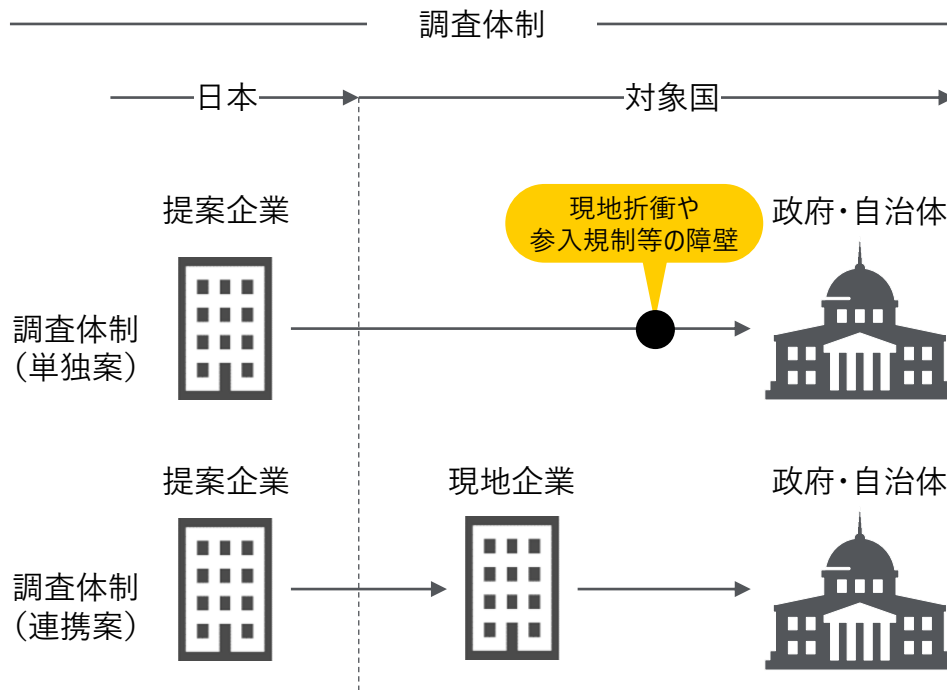 調査体制
日本
対象国
提案企業
現地折衝や
参入規制等の障壁
政府・自治体
調査体制
（単独案）
提案企業
現地企業
政府・自治体
調査体制
（連携案）